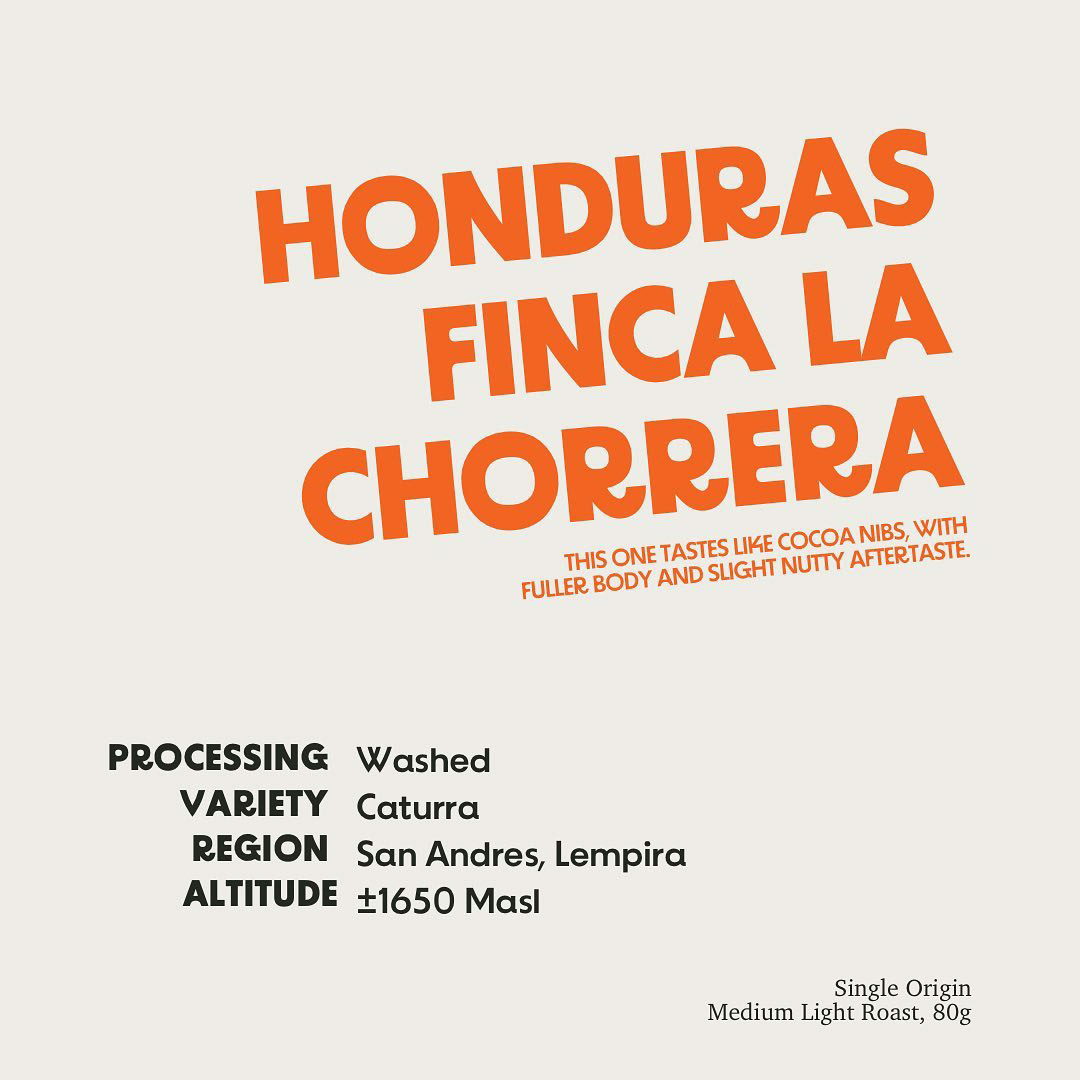 HONDURAS
FINCA LA
CHORRERA
THIS ONE TASTES LIKE COCOA NIBS, WITH
FULLER BODY AND SLIGHT NUTTY AFTERTASTE.
PROCESSING Washed
VARIETY Caturra
REGION San Andres, Lempira
ALTITUDE ±1650 Masl
Single Origin
Medium Light Roast, 80g